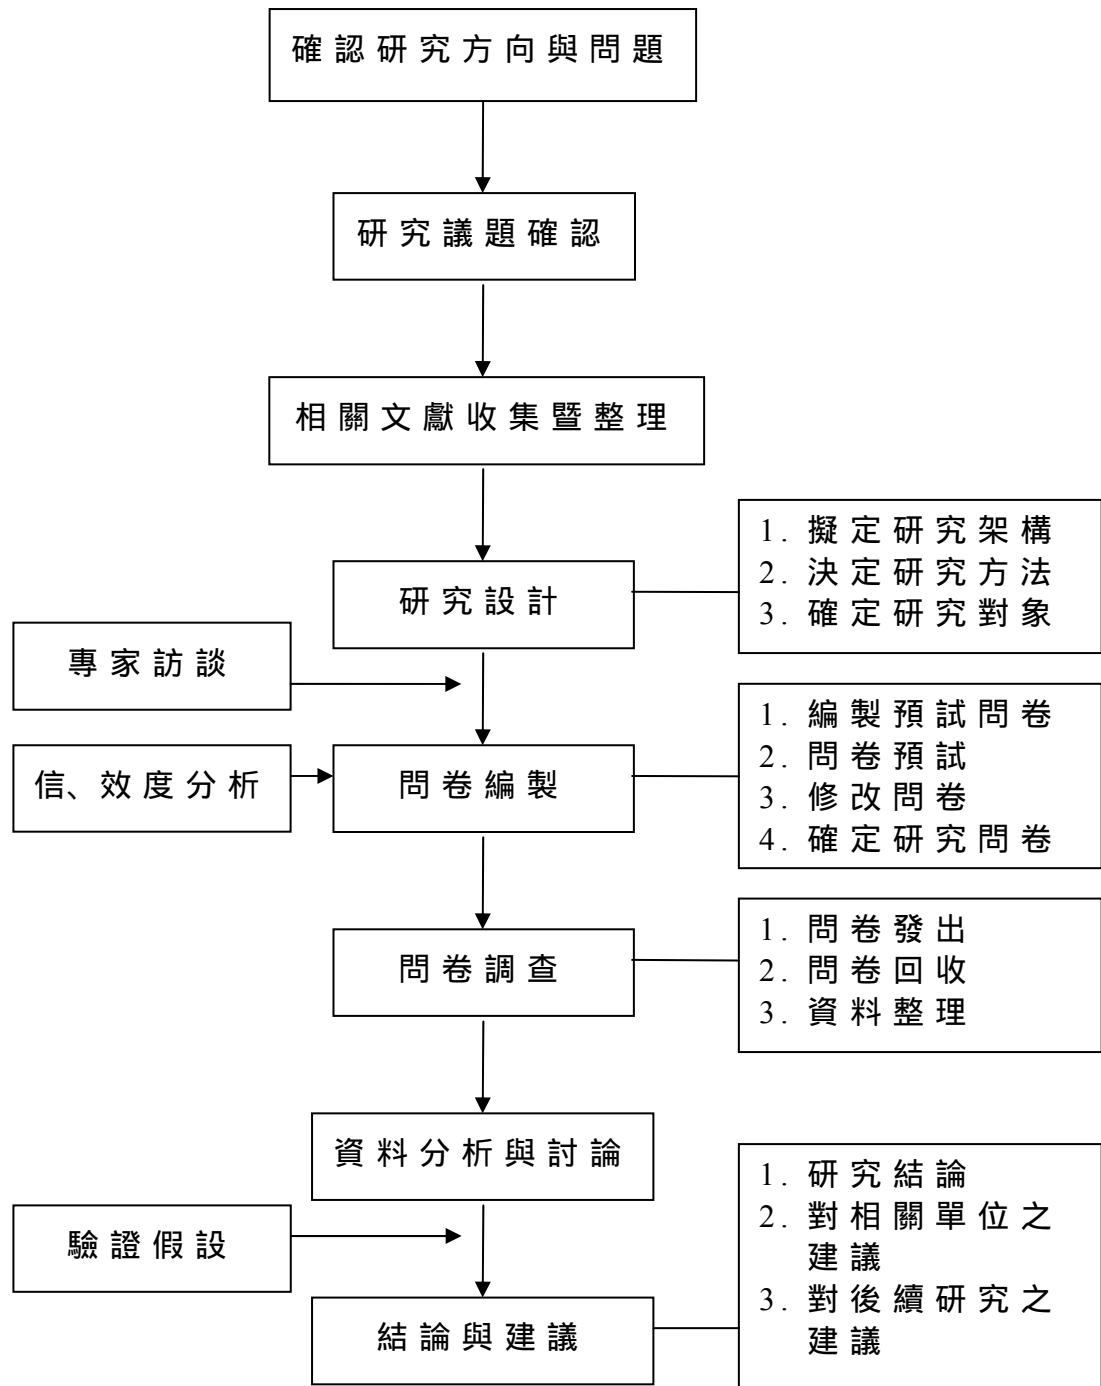 確認研究方向與問題
研究議題確認
相關文獻收集暨整理
研究設計
1. 擬定研究架構
2. 決定研究方法
3. 確定研究對象
專家訪談
信、效度分析
問卷編製
1. 編製預試問卷
2. 問卷預試
3. 修改問卷
4. 確定研究問卷
問卷調查
1. 問卷發出
2. 問卷回收
3. 資料整理
資料分析與討論
驗證假設
結論與建議
1. 研究結論
2. 對相關單位之
建議
3. 對後續研究之
建議